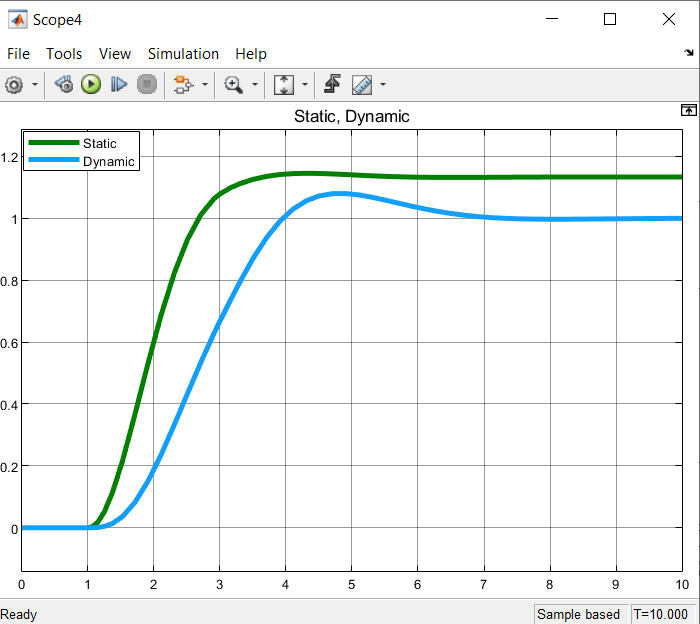 Scope4
File Tools View Simulation Help
Static, Dynamic
Static
Dynamic
1.2
1
0.8
0.6
0.4
0.2
0
0 1 2 3 4 5 6 7 8 9 10
Ready Sample based T=10.000